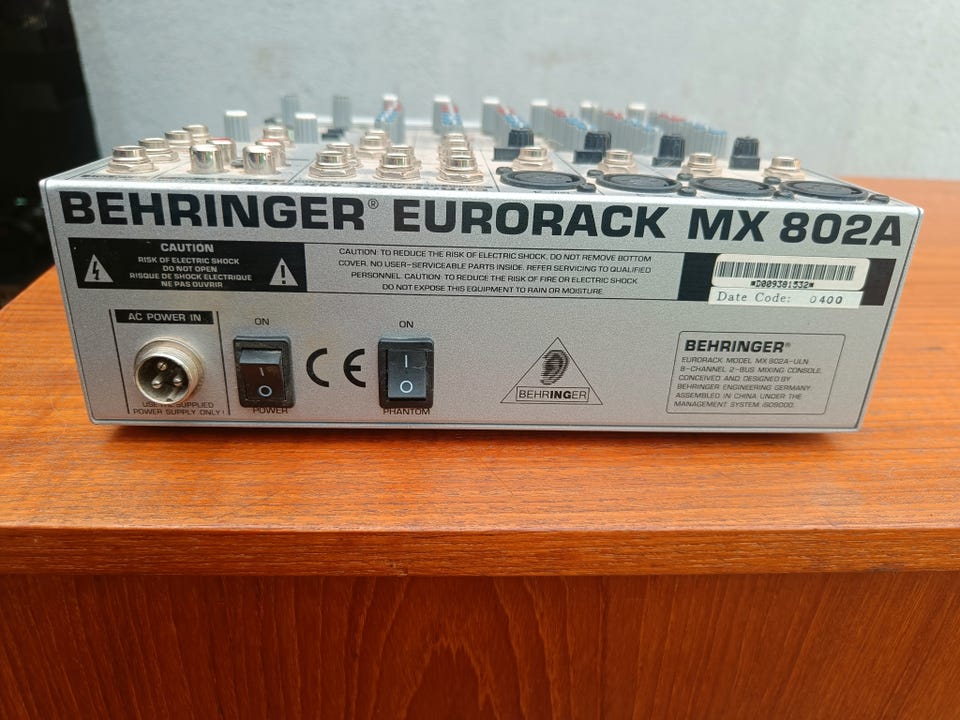 BEHRINGER® EURORACK MX 802A
CAUTION
RISK OF ELECTRIC SHOCK
DO NOT OPEN
RISQUE DE SHOCK ELECTRIQUE
NE PAS OUVRIR
CAUTION: TO REDUCE THE RISK OF ELECTRIC SHOCK, DO NOT REMOVE BOTTOM
COVER. NO USER-SERVICEABLE PARTS INSIDE. REFER SERVICING TO QUALIFIED
PERSONNEL. CAUTION: TO REDUCE THE RISK OF FIRE OR ELECTRIC SHOCK
DO NOT EXPOSE THIS EQUIPMENT TO RAIN OR MOISTURE
*D009381532*
Date Code: 0400
AC POWER IN
SUPPLIED
POWER SUPPLY ONLY!
ON
POWER
CE
ON
PHANTOM
BEHRINGER
BEHRINGER®
EURORACK MODEL MX 802A-ULN
8-CHANNEL 2-BUS MIXING CONSOLE.
CONCEIVED AND DESIGNED BY
BEHRINGER ENGINEERING GERMANY.
ASSEMBLED IN CHINA UNDER THE
MANAGEMENT SYSTEM ISO9000.